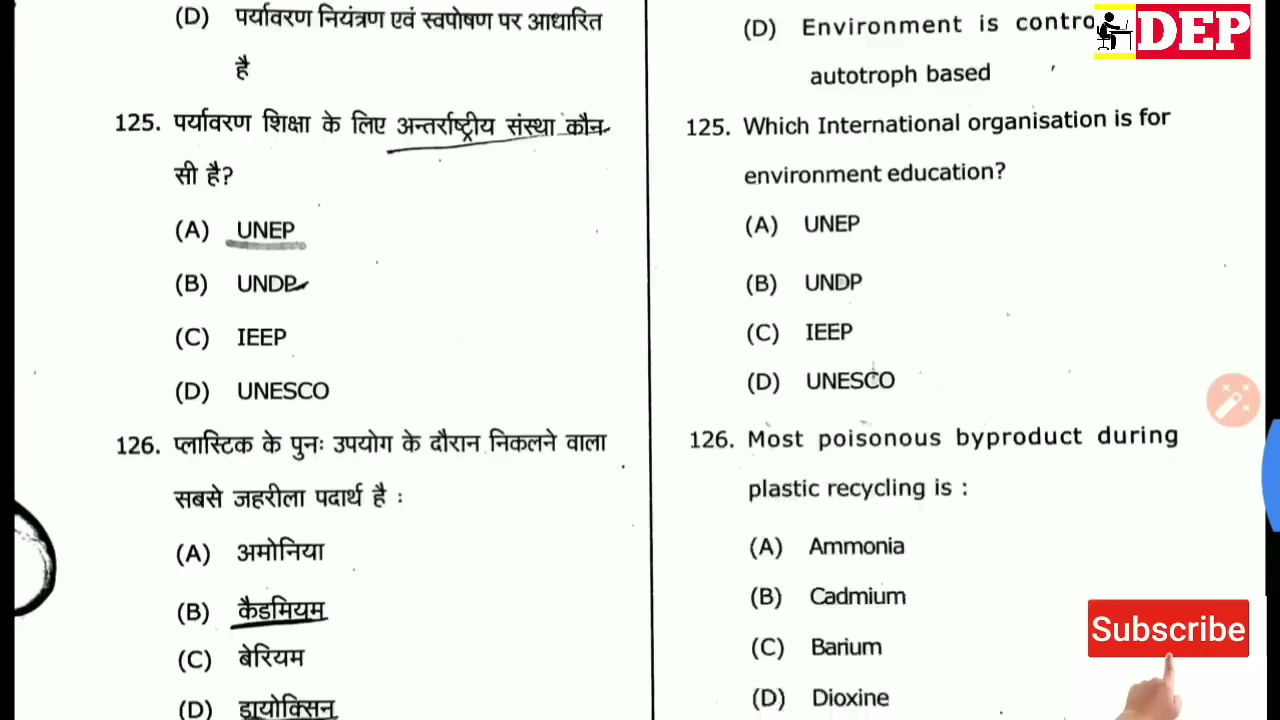 (D) पर्यावरण नियंत्रण एवं स्वपोषण पर आधारित
है
125. पर्यावरण शिक्षा के लिए अन्तर्राष्ट्रीय संस्था कौन
सी है?
(A) UNEP
(B) UNDP
(C) IEEP
(D) UNESCO
126. प्लास्टिक के पुनः उपयोग के दौरान निकलने वाला
सबसे जहरीला पदार्थ है :
(A) अमोनिया
(B) कैडमियम
(C) बेरियम
(D) डायोक्सिन
(D) Environment is contro
autotroph based
125. Which International organisation is for
environment education?
(A) UNEP
(B) UNDP
(C) IEEP
(D) UNESCO
126. Most poisonous byproduct during
plastic recycling is :
(A) Ammonia
(B) Cadmium
(C) Barium
(D) Dioxine
DEP
Subscribe